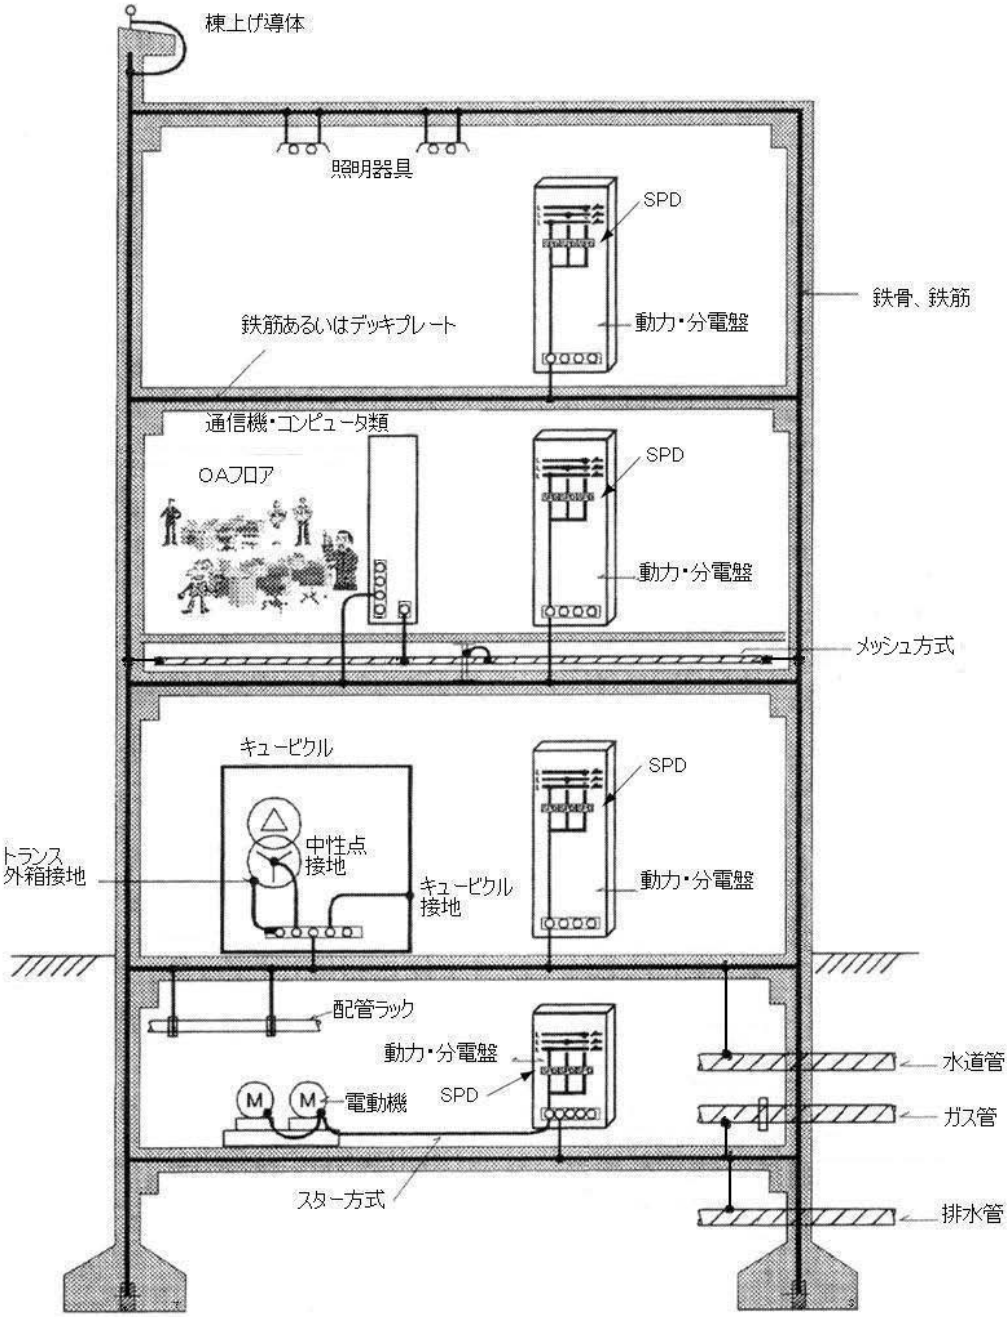 棟上げ導体
照明器具
SPD
鉄骨、鉄筋
動力・分電盤
鉄筋あるいはデッキプレート
通信機・コンピュータ類
SPD
OAフロア
動力・分電盤
メッシュ方式
キュービクル
SPD
中性点
接地
トランス
外箱接地
動力・分電盤
キュービクル
接地
配管ラック
動力・分電盤
水道管
SPD
M
M
電動機
ガス管
スター方式
排水管